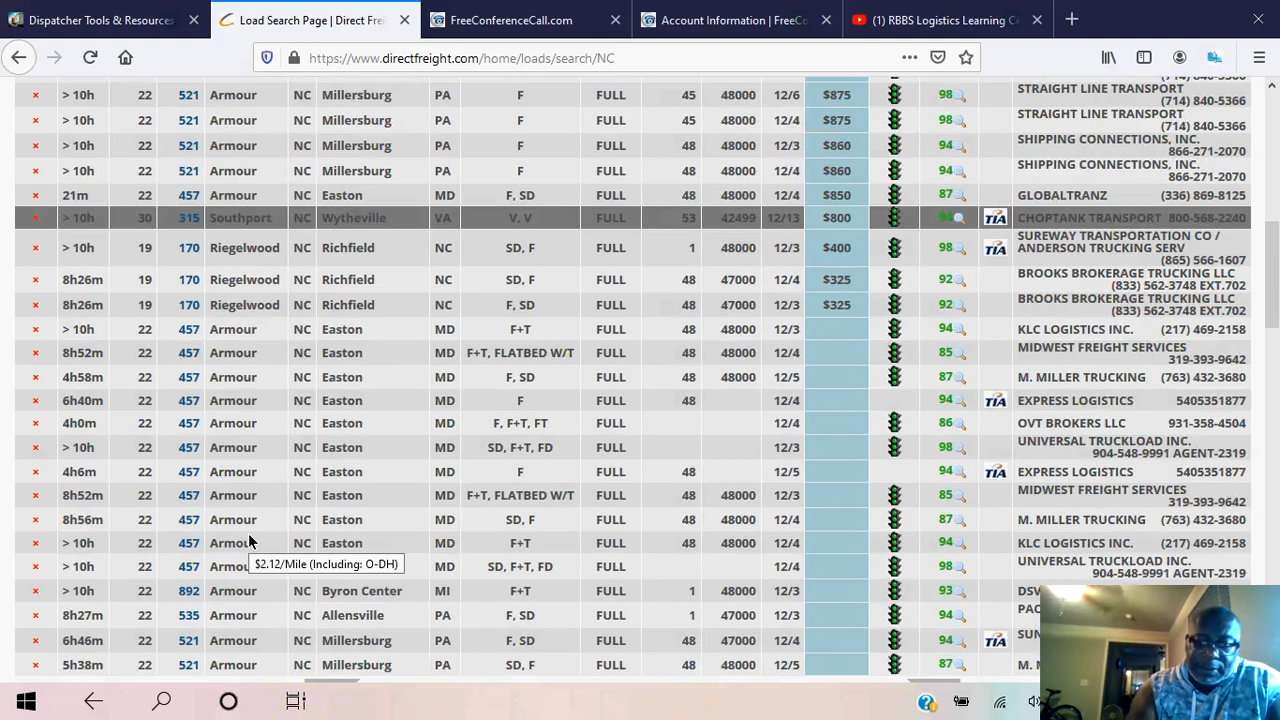 Dispatcher Tools & Resources
Load Search Page | Direct Frei
FreeConferenceCall.com
Account Information | FreeCo
(1) RBBS Logistics Learning C
https://www.directfreight.com/home/loads/search/NC
(714) 840-5366
> 10h 22 521 Armour NC Millersburg PA F FULL 45 48000 12/6 $875 98 STRAIGHT LINE TRANSPORT
(714) 840-5366
> 10h 22 521 Armour NC Millersburg PA F FULL 45 48000 12/4 $875 98 STRAIGHT LINE TRANSPORT
(714) 840-5366
> 10h 22 521 Armour NC Millersburg PA F FULL 48 48000 12/3 $860 94 SHIPPING CONNECTIONS, INC.
866-271-2070
> 10h 22 521 Armour NC Millersburg PA F FULL 48 48000 12/4 $860 94 SHIPPING CONNECTIONS, INC.
866-271-2070
21m 22 457 Armour NC Easton MD F, SD FULL 48 48000 12/4 $850 87 GLOBALTRANZ (336) 869-8125
> 10h 30 315 Southport NC Wytheville VA V, V FULL 53 42499 12/13 $800 94 TIA CHOPTANK TRANSPORT 800-568-2240
> 10h 19 170 Riegelwood NC Richfield NC SD, F FULL 1 48000 12/3 $400 98 TIA SUREWAY TRANSPORTATION CO /
ANDERSON TRUCKING SERV
(865) 566-1607
8h26m 19 170 Riegelwood NC Richfield NC SD, F FULL 48 47000 12/4 $325 92 BROOKS BROKERAGE TRUCKING LLC
(833) 562-3748 EXT.702
8h26m 19 170 Riegelwood NC Richfield NC F, SD FULL 48 47000 12/3 $325 92 BROOKS BROKERAGE TRUCKING LLC
(833) 562-3748 EXT.702
> 10h 22 457 Armour NC Easton MD F+T FULL 48 48000 12/3 94 KLC LOGISTICS INC. (217) 469-2158
8h52m 22 457 Armour NC Easton MD F+T, FLATBED W/T FULL 48 48000 12/4 85 MIDWEST FREIGHT SERVICES
319-393-9642
4h58m 22 457 Armour NC Easton MD F, SD FULL 48 48000 12/5 87 M. MILLER TRUCKING (763) 432-3680
6h40m 22 457 Armour NC Easton MD F FULL 48 12/4 94 TIA EXPRESS LOGISTICS 5405351877
4h0m 22 457 Armour NC Easton MD F, F+T, FT FULL 12/4 86 OVT BROKERS LLC 931-358-4504
> 10h 22 457 Armour NC Easton MD SD, F+T, FD FULL 12/3 98 UNIVERSAL TRUCKLOAD INC.
904-548-9991 AGENT-2319
4h6m 22 457 Armour NC Easton MD F FULL 48 12/5 94 TIA EXPRESS LOGISTICS 5405351877
8h52m 22 457 Armour NC Easton MD F+T, FLATBED W/T FULL 48 48000 12/3 85 MIDWEST FREIGHT SERVICES
319-393-9642
8h56m 22 457 Armour NC Easton MD SD, F FULL 48 48000 12/4 87 M. MILLER TRUCKING (763) 432-3680
> 10h 22 457 Armou NC Easton MD F+T FULL 48 48000 12/4 94 KLC LOGISTICS INC. (217) 469-2158
$2.12/Mile (Including: O-DH)
> 10h 22 457 Armou MD SD, F+T, FD FULL 12/4 98 UNIVERSAL TRUCKLOAD INC.
904-548-9991 AGENT-2319
> 10h 22 892 Armour NC Byron Center MI F+T FULL 1 48000 12/3 93 DSV
8h27m 22 535 Armour NC Allensville PA F, SD FULL 1 47000 12/3 94 PAC
6h46m 22 521 Armour NC Millersburg PA F, SD FULL 48 47000 12/4 94 TIA SUN
5h38m 22 521 Armour NC Millersburg PA SD, F FULL 48 48000 12/5 87 M. M